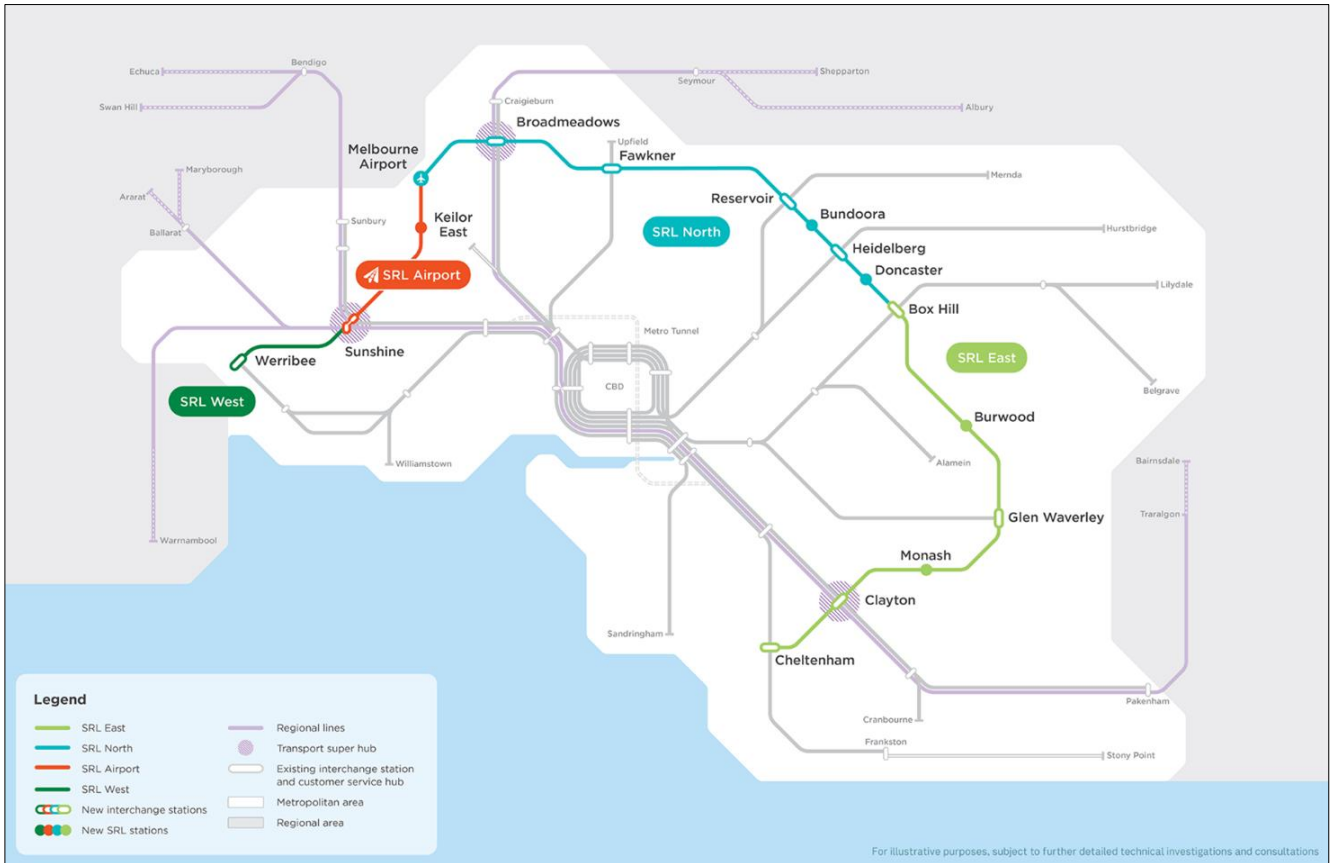 Echuca
Bendigo
Swan Hill
Seymour
Shepparton
Albury
Craigieburn
Broadmeadows
Melbourne
Airport
Upfield
Fawkner
Maryborough
Ararat
Ballarat
Sunbury
Keilor
East
Mernda
Reservoir
Bundoora
SRL North
Heidelberg
Hurstbridge
Doncaster
SRL Airport
Lilydale
Box Hill
Metro Tunnel
Sunshine
Werribee
SRL East
CBD
Belgrave
SRL West
Burwood
Williamstown
Alamein
Bairnsdale
Traralgon
Glen Waverley
Warrnambool
Monash
Clayton
Sandringham
Cheltenham
Pakenham
Cranbourne
Frankston
Stony Point
Legend
SRL East
SRL North
SRL Airport
SRL West
New interchange stations
New SRL stations
Regional lines
Transport super hub
Existing interchange station
and customer service hub
Metropolitan area
Regional area
For illustrative purposes, subject to further detailed technical investigations and consultations